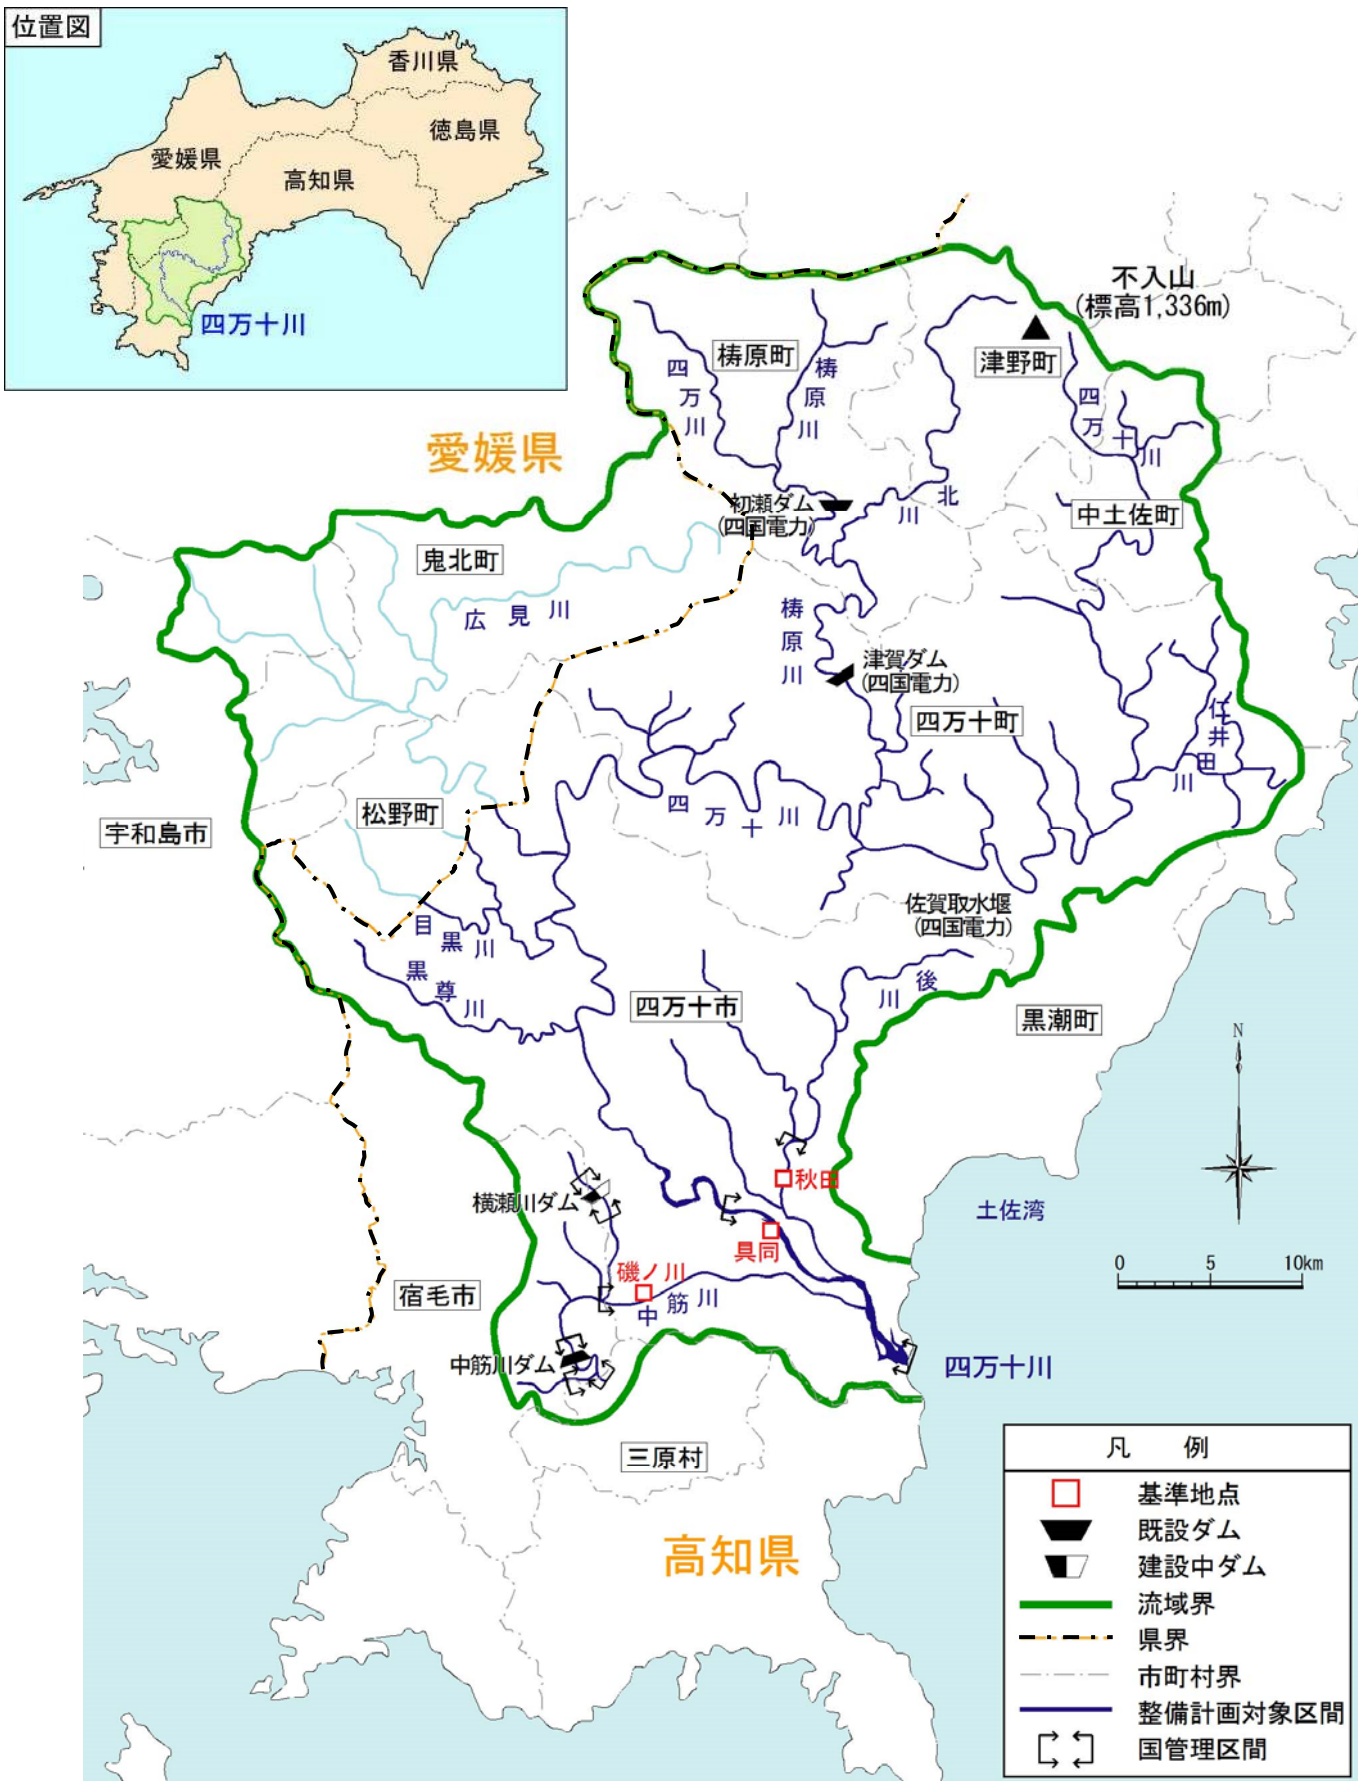 位置図
香川県
徳島県
愛媛県
高知県
四万十川
不入山
(標高1,336m)
梼原町
津野町
四万川
梼原川
四万十川
愛媛県
初瀬ダム
(四国電力)
北川
中土佐町
鬼北町
広見川
梼原川
津賀ダム
(四国電力)
四万十町
仁井田川
松野町
四万十川
宇和島市
佐賀取水堰
(四国電力)
目黒川
黒尊川
後川
四万十市
黒潮町
N
秋田
横瀬川ダム
土佐湾
具同
磯ノ川
0 5 10km
宿毛市
中筋川
中筋川ダム
四万十川
三原村
高知県
凡 例
基準地点
既設ダム
建設中ダム
流域界
県界
市町村界
整備計画対象区間
国管理区間